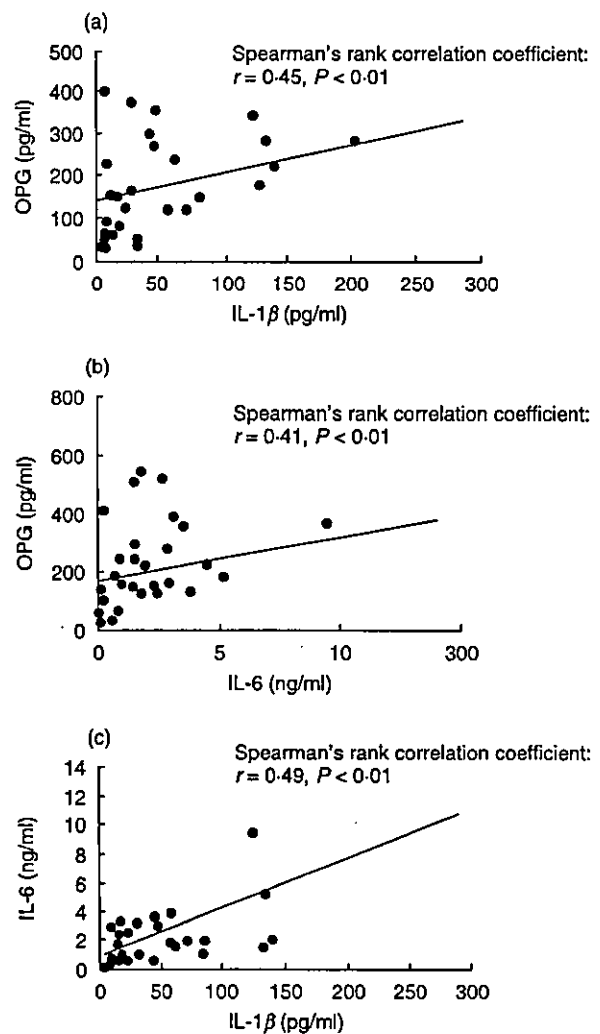 (a)
Spearman's rank correlation coefficient:
r = 0·45, P < 0·01
500
400
300
200
100
0
OPG (pg/ml)
0 50 100 150 200 250 300
IL-1β (pg/ml)
(b)
Spearman's rank correlation coefficient:
r = 0·41, P < 0·01
800
600
400
200
0
OPG (pg/ml)
0 5 10 300
IL-6 (ng/ml)
(c)
Spearman's rank correlation coefficient:
r = 0·49, P < 0·01
14
12
10
8
6
4
2
0
IL-6 (ng/ml)
0 50 100 150 200 250 300
IL-1β (pg/ml)